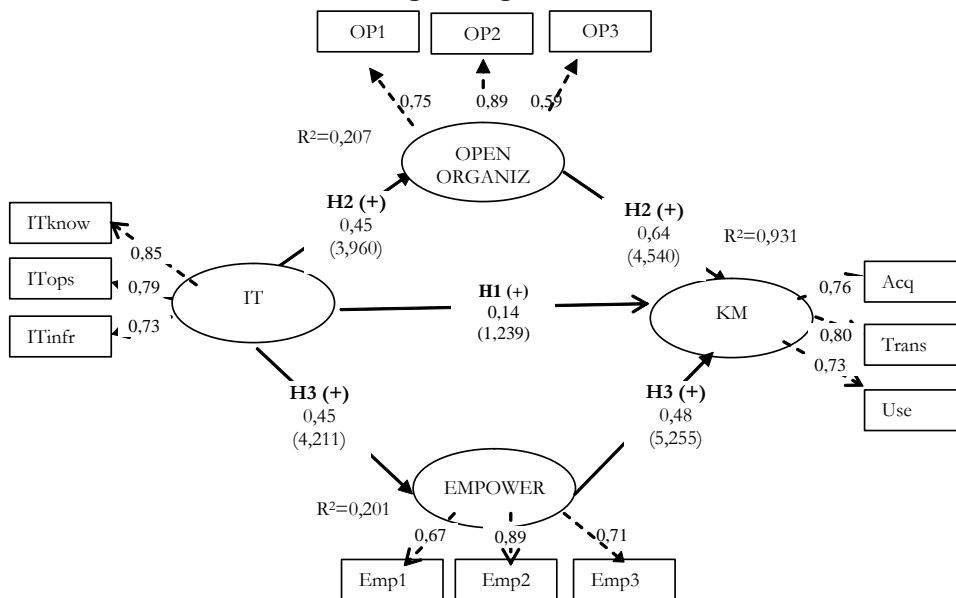 OP1
OP2
OP3
0,75
0,89
0,59
R²=0,207
OPEN
ORGANIZ
H2 (+)
0,45
(3,960)
H2 (+)
0,64
(4,540)
R²=0,931
ITknow
ITops
ITinfr
0,85
0,79
0,73
IT
H1 (+)
0,14
(1,239)
KM
0,76
0,80
0,73
Acq
Trans
Use
H3 (+)
0,45
(4,211)
H3 (+)
0,48
(5,255)
R²=0,201
EMPOWER
0,67
0,89
0,71
Emp1
Emp2
Emp3